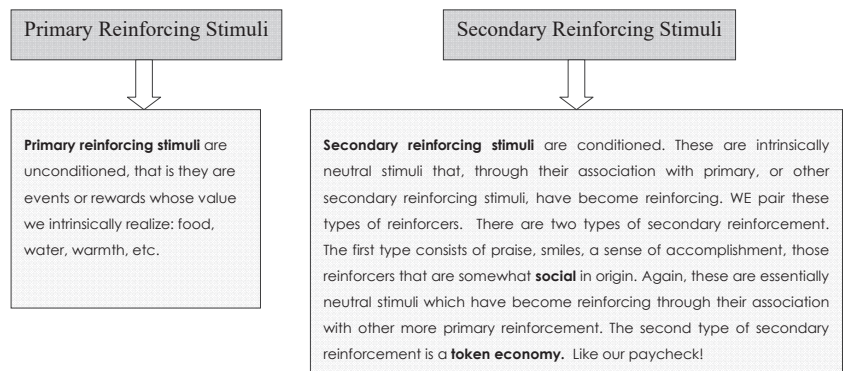 Primary Reinforcing Stimuli
Secondary Reinforcing Stimuli
Primary reinforcing stimuli are
unconditioned, that is they are
events or rewards whose value
we intrinsically realize: food,
water, warmth, etc.
Secondary reinforcing stimuli are conditioned. These are intrinsically
neutral stimuli that, through their association with primary, or other
secondary reinforcing stimuli, have become reinforcing. WE pair these
types of reinforcers. There are two types of secondary reinforcement.
The first type consists of praise, smiles, a sense of accomplishment, those
reinforcers that are somewhat social in origin. Again, these are essentially
neutral stimuli which have become reinforcing through their association
with other more primary reinforcement. The second type of secondary
reinforcement is a token economy. Like our paycheck!